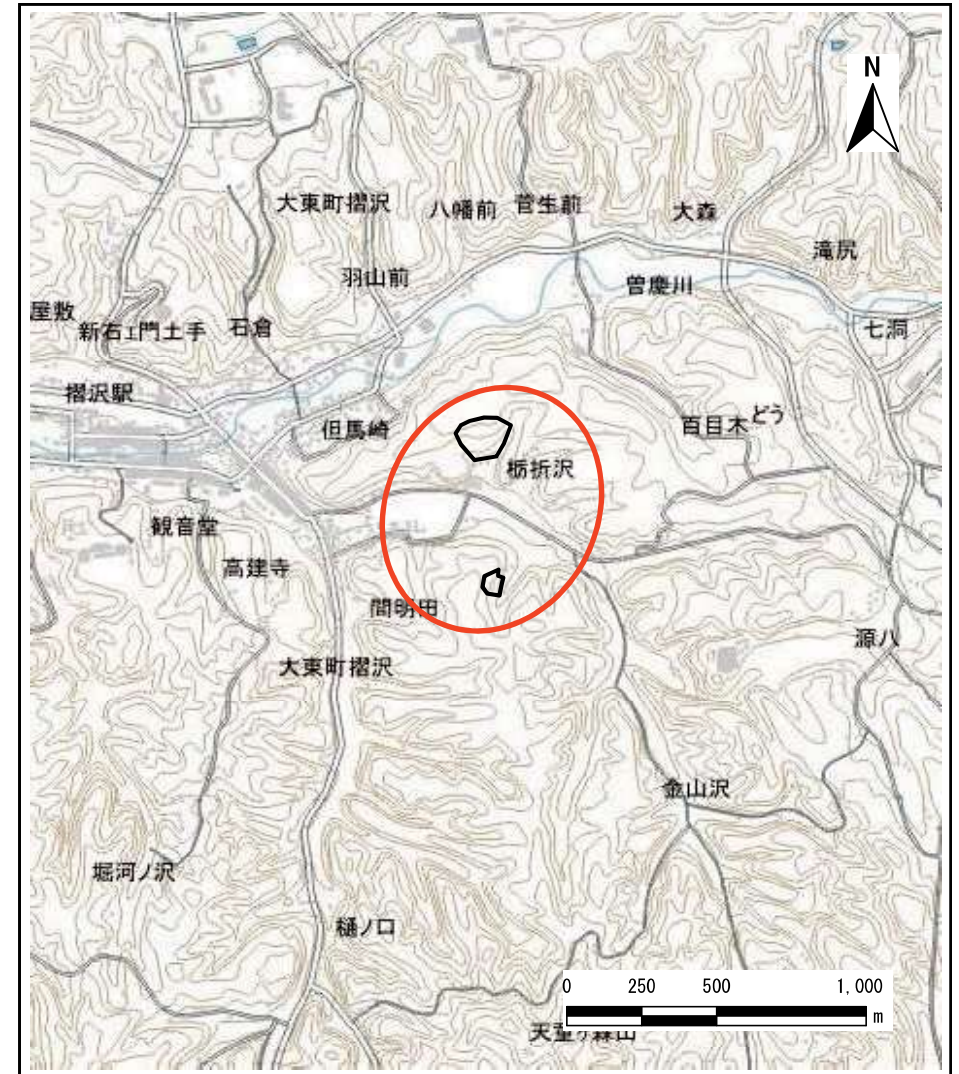 N
大東町摺沢
八幡前
菅生前
大森
滝尻
羽山前
曽慶川
屋敷
新右エ門土手
石倉
七洞
摺沢駅
但馬崎
百目木
どう
栃折沢
観音堂
高建寺
間明田
源八
大東町摺沢
金山沢
堀河ノ沢
樋ノ口
0 250 500 1,000
m
天童ヶ森山